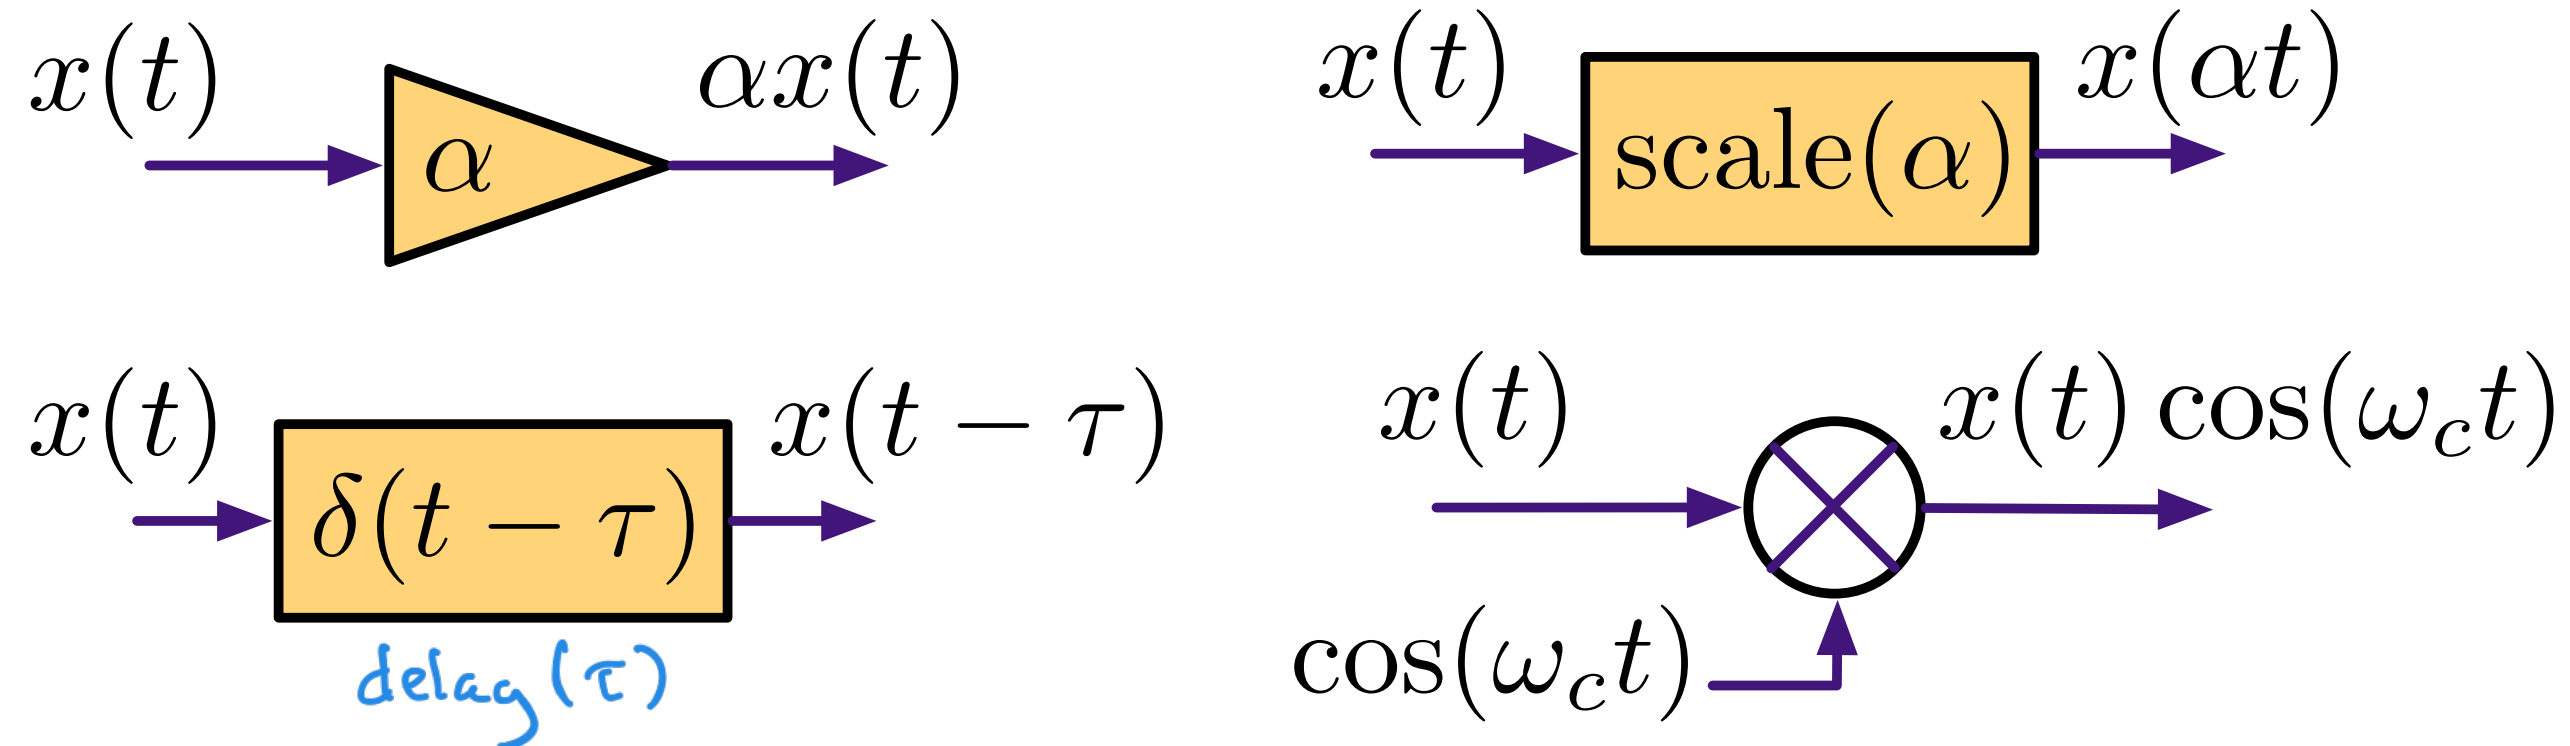 x(t) α αx(t)
x(t) scale(α) x(αt)
x(t) δ(t − τ) x(t − τ)
delay(τ)
x(t) x(t) cos(ω_c t)
cos(ω_c t)